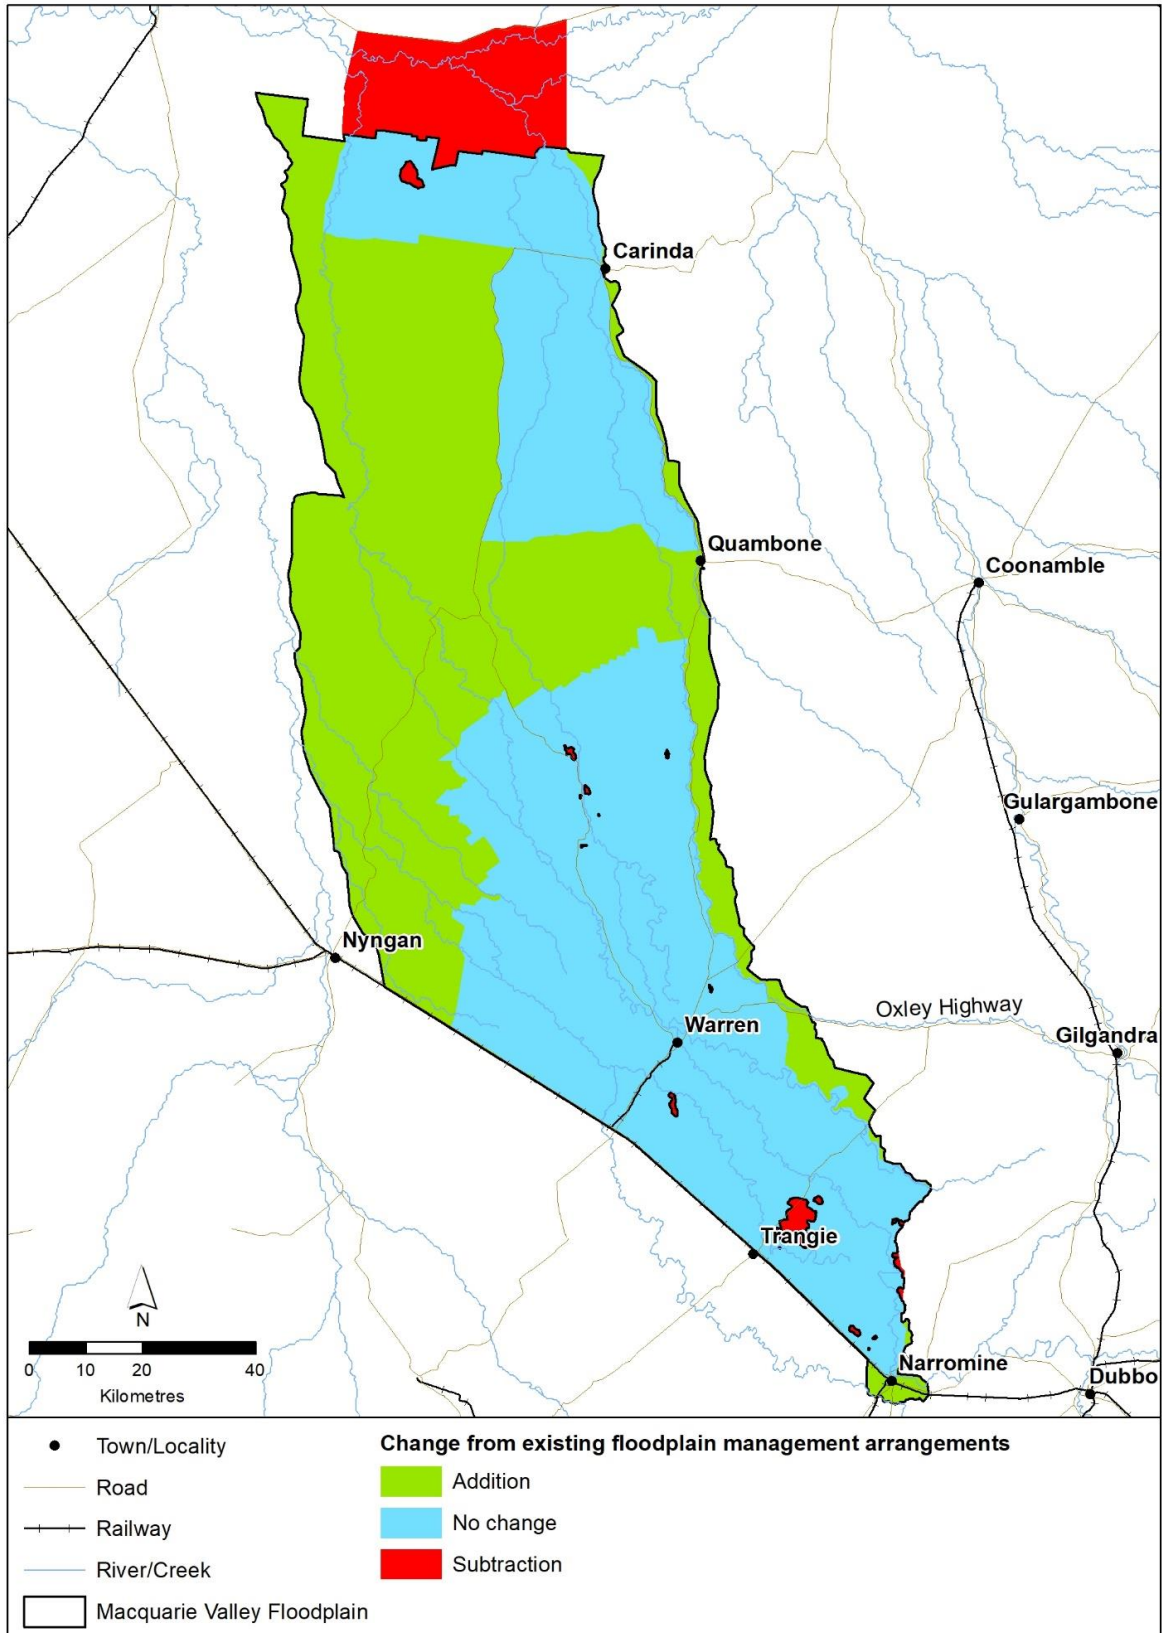 Carinda
Quambone
Coonamble
Gulargambone
Nyngan
Oxley Highway
Warren
Gilgandra
Trangie
N
0 10 20 40
Kilometres
Narromine
Dubbo
Town/Locality
Road
Railway
River/Creek
Macquarie Valley Floodplain
Change from existing floodplain management arrangements
Addition
No change
Subtraction